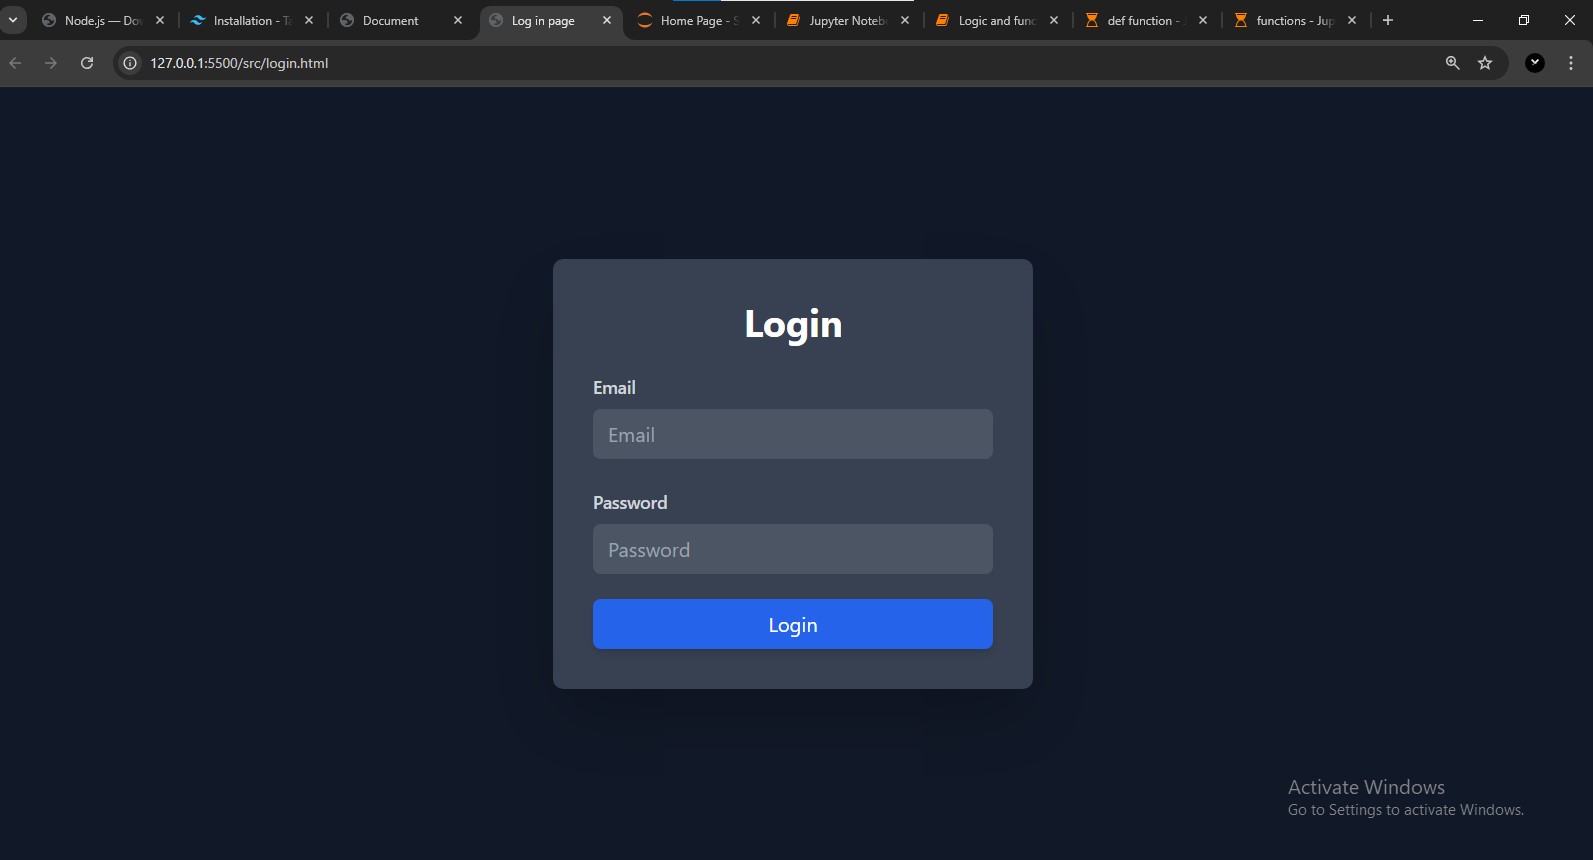 Node.js — Do
Installation - Ta
Document
Log in page
Home Page - S
Jupyter Noteb
Logic and func
def function - J
functions - Jup
127.0.0.1:5500/src/login.html
Login
Email
Email
Password
Password
Login
Activate Windows
Go to Settings to activate Windows.